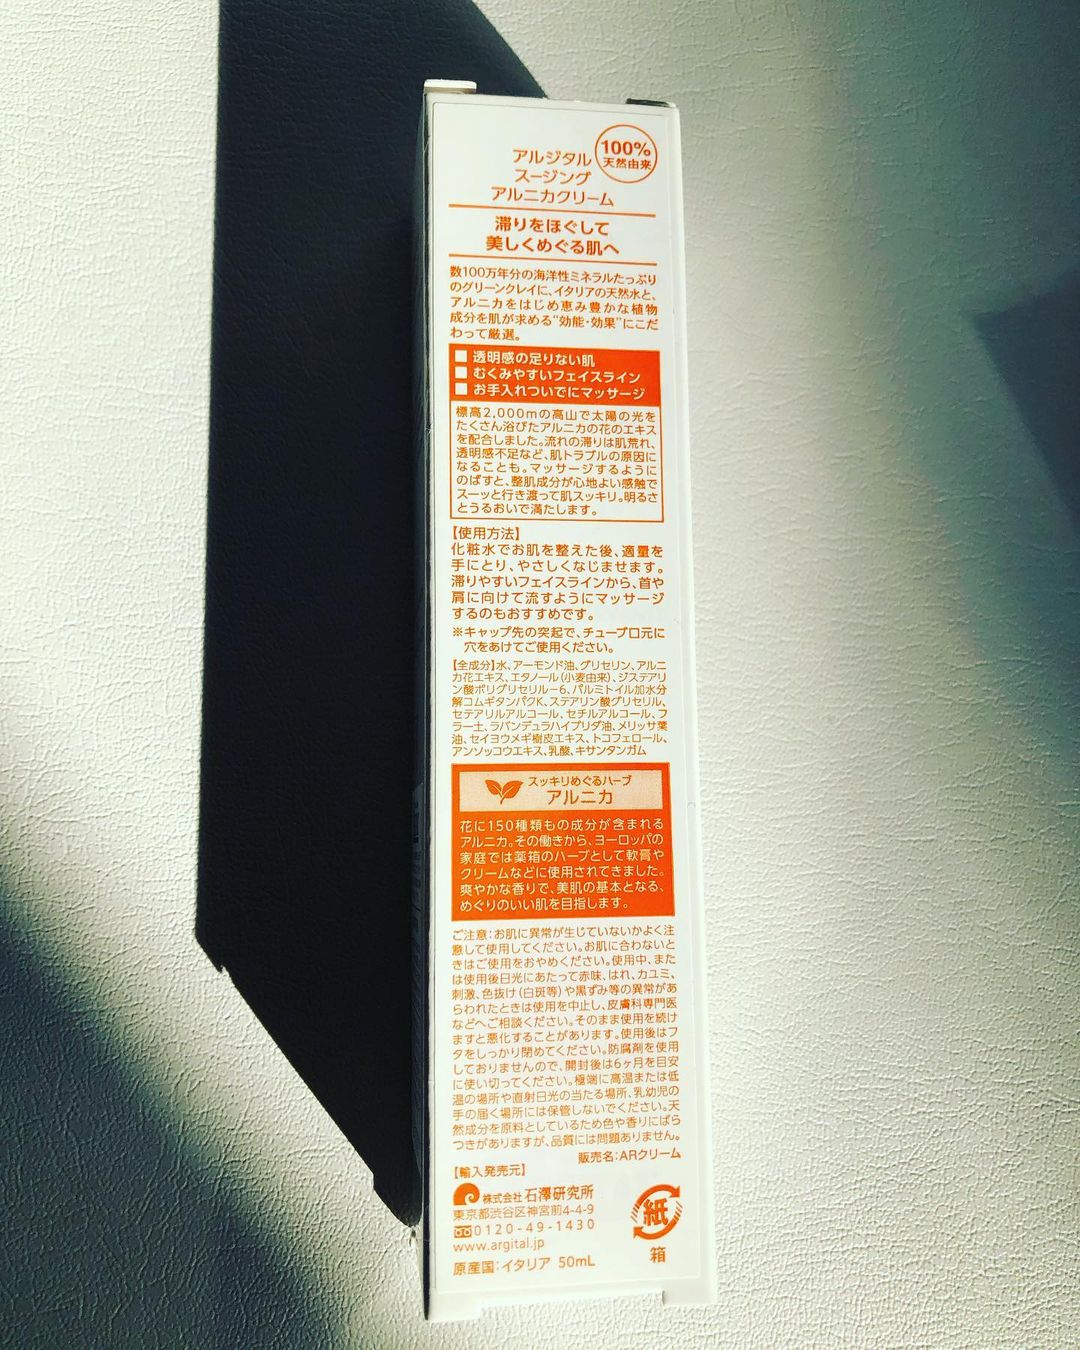 100%
天然由来
アルジタル
スージング
アルニカクリーム
滞りをほぐして
美しくめぐる肌へ
数100万年分の海洋性ミネラルたっぷり
のグリーンクレイに、イタリアの天然水と、
アルニカをはじめ恵み豊かな植物
成分を肌が求める“効能・効果”にこだ
わって厳選。
透明感の足りない肌
むくみやすいフェイスライン
お手入れついでにマッサージ
標高2,000mの高山で太陽の光を
たくさん浴びたアルニカの花のエキス
を配合しました。流れの滞りは肌荒れ、
透明感不足など、肌トラブルの原因に
なることも。マッサージするように
のばすと、整肌成分が心地よい感触で
スーッと行き渡って肌スッキリ。明るさ
とうるおいで満たします。
【使用方法】
化粧水でお肌を整えた後、適量を
手にとり、やさしくなじませます。
滞りやすいフェイスラインから、首や
肩に向けて流すようにマッサージ
するのもおすすめです。
※キャップ先の突起で、チューブ口元に
穴をあけてご使用ください。
【全成分】水、アーモンド油、グリセリン、アルニ
カ花エキス、エタノール(小麦由来)、ジステアリ
ン酸ポリグリセリル-6、パルミトイル加水分
解コムギタンパクK、ステアリン酸グリセリル、
セテアリルアルコール、セチルアルコール、フ
ラー土、ラバンデュラハイブリダ油、メリッサ葉
油、セイヨウメギ樹皮エキス、トコフェロール、
アンソッコウエキス、乳酸、キサンタンガム
スッキリめぐるハーブ
アルニカ
花に150種類もの成分が含まれる
アルニカ。その働きから、ヨーロッパの
家庭では薬箱のハーブとして軟膏や
クリームなどに使用されてきました。
爽やかな香りで、美肌の基本となる、
めぐりのいい肌を目指します。
ご注意:お肌に異常が生じていないかよく注
意して使用してください。お肌に合わないと
きはご使用をおやめください。使用中、また
は使用後日光にあたって赤味、はれ、カユミ、
刺激、色抜け(白斑等)や黒ずみ等の異常があ
らわれたときは使用を中止し、皮膚科専門医
などへご相談ください。そのまま使用を続け
ますと悪化することがあります。使用後はフ
タをしっかり閉めてください。防腐剤を使用
しておりませんので、開封後は6ヶ月を目安
に使い切ってください。極端に高温または低
温の場所や直射日光の当たる場所、乳幼児の
手の届く場所には保管しないでください。天
然成分を原料としているため色や香りにばら
つきがありますが、品質には問題ありません。
販売名:ARクリーム
【輸入発売元】
株式会社 石澤研究所
東京都渋谷区神宮前4-4-9
0120-49-1430
www.argital.jp
原産国:イタリア 50mL
紙
箱